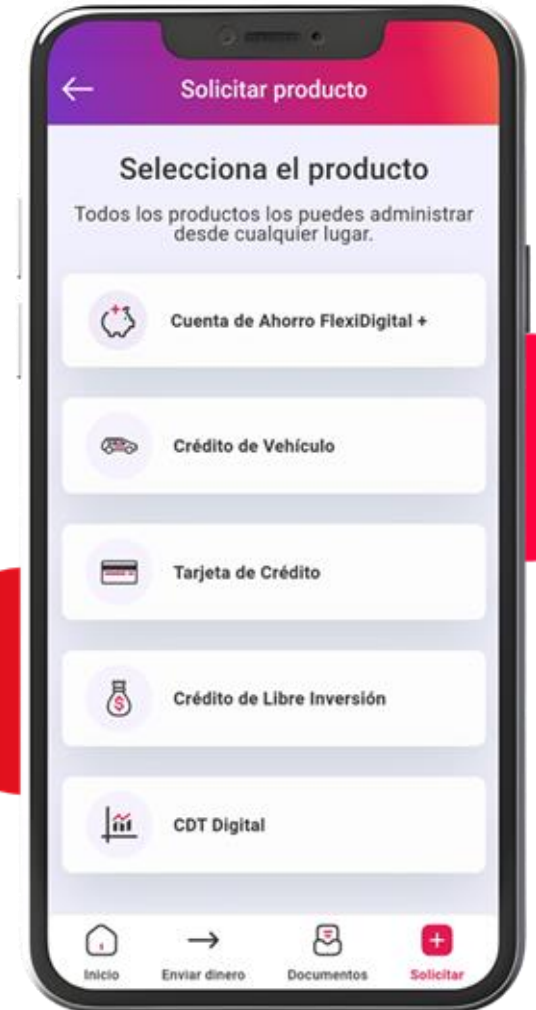 Solicitar producto
Selecciona el producto
Todos los productos los puedes administrar
desde cualquier lugar.
Cuenta de Ahorro FlexiDigital +
Crédito de Vehículo
Tarjeta de Crédito
$
Crédito de Libre Inversión
CDT Digital
Inicio
Enviar dinero
Documentos
Solicitar